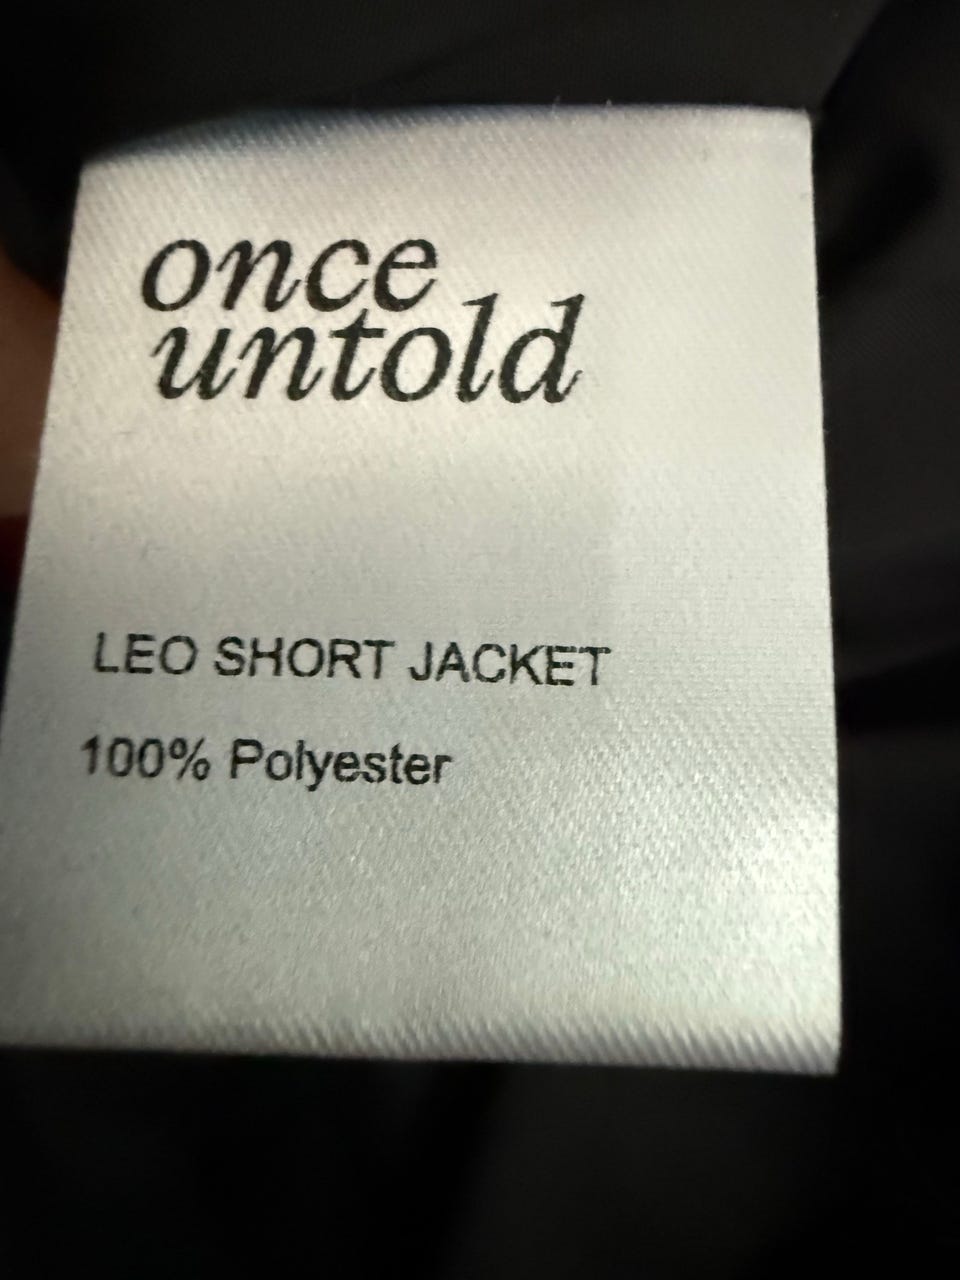 once
untold
LEO SHORT JACKET
100% Polyester